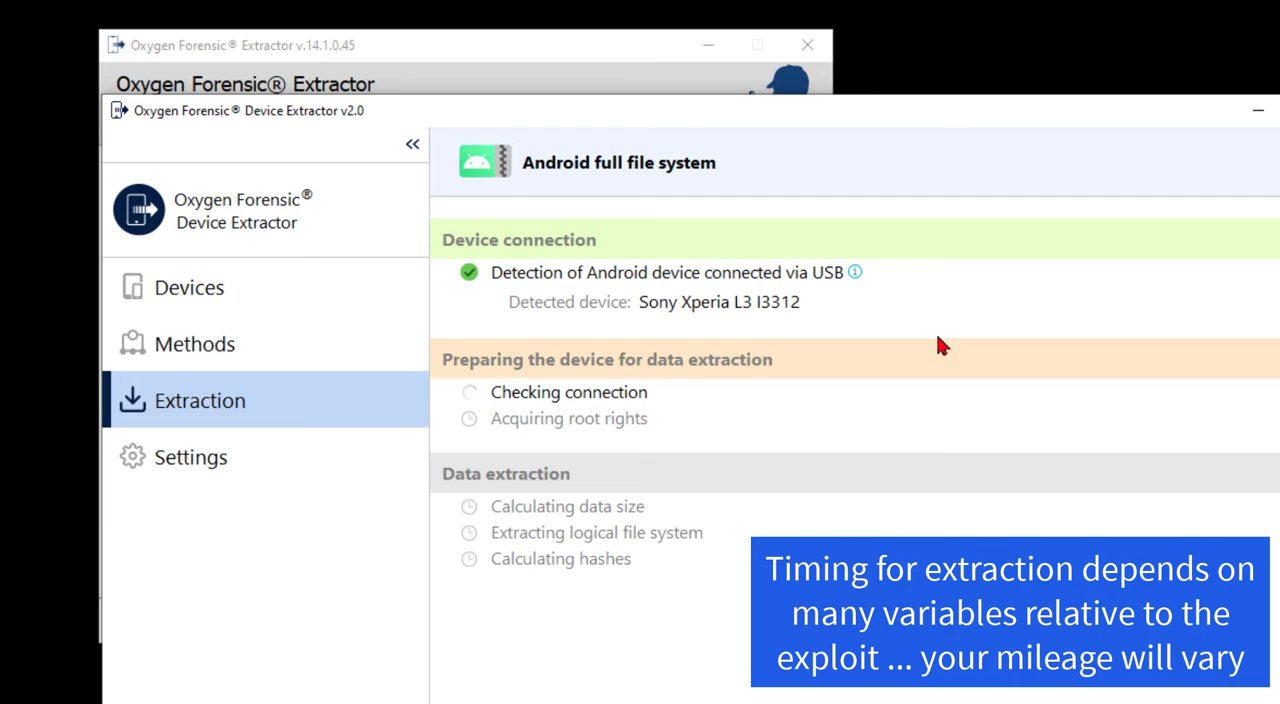 Oxygen Forensic® Extractor v.14.1.0.45
Oxygen Forensic® Extractor
Oxygen Forensic® Device Extractor v2.0
«
Android full file system
Oxygen Forensic®
Device Extractor
Devices
Methods
Extraction
Settings
Device connection
Detection of Android device connected via USB
Detected device: Sony Xperia L3 I3312
Preparing the device for data extraction
Checking connection
Acquiring root rights
Data extraction
Calculating data size
Extracting logical file system
Calculating hashes
Timing for extraction depends on
many variables relative to the
exploit ... your mileage will vary